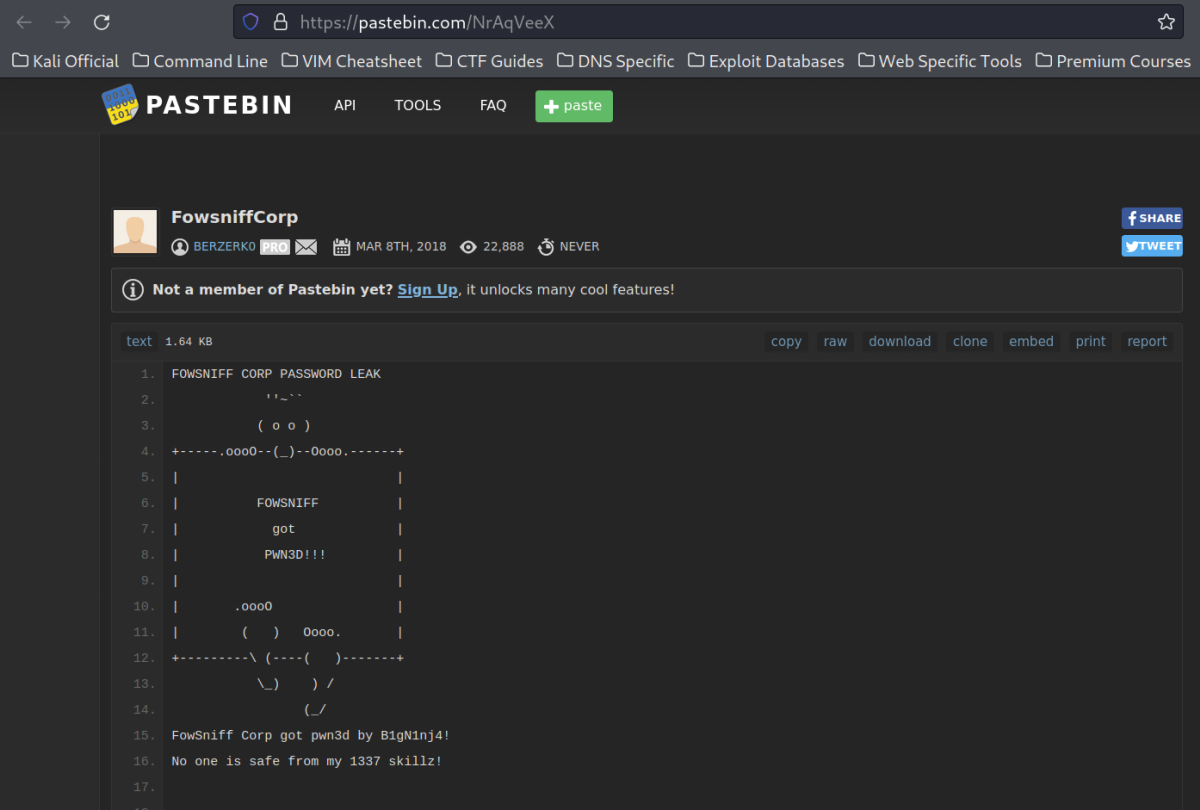 https://pastebin.com/NrAqVeeX
Kali Official Command Line VIM Cheatsheet CTF Guides DNS Specific Exploit Databases Web Specific Tools Premium Courses
PASTEBIN API TOOLS FAQ paste
FowsniffCorp
SHARE
BERZERK0 PRO MAR 8TH, 2018 22,888 NEVER
TWEET
Not a member of Pastebin yet? Sign Up, it unlocks many cool features!
text 1.64 KB copy raw download clone embed print report
1. FOWSNIFF CORP PASSWORD LEAK
2.             ''~``
3.            ( o o )
4. +-----.oooO--(_)--Oooo.------+
5. |                            |
6. |          FOWSNIFF          |
7. |            got             |
8. |           PWN3D!!!         |
9. |                            |
10. |       .oooO                |
11. |        (   )   Oooo.       |
12. +---------\ (----(   )-------+
13.            \_)    ) /
14.                  (_/
15. FowSniff Corp got pwn3d by B1gN1nj4!
16. No one is safe from my 1337 skillz!
17.